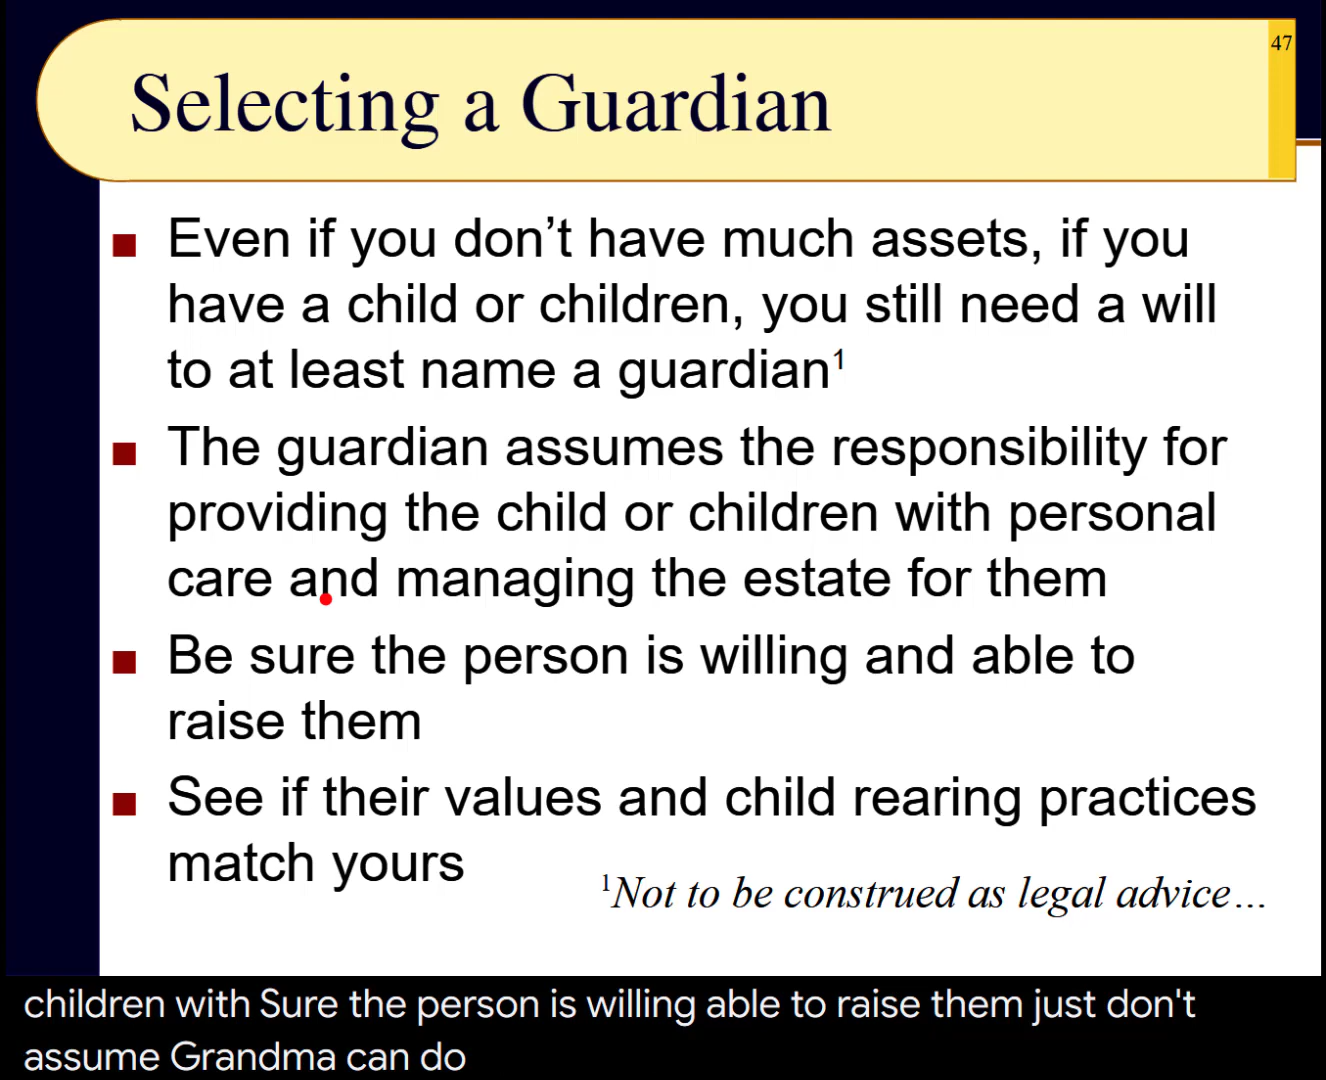 47
Selecting a Guardian
■ Even if you don’t have much assets, if you
have a child or children, you still need a will
to at least name a guardian¹
■ The guardian assumes the responsibility for
providing the child or children with personal
care and managing the estate for them
■ Be sure the person is willing and able to
raise them
■ See if their values and child rearing practices
match yours
¹Not to be construed as legal advice…
children with Sure the person is willing able to raise them just don't
assume Grandma can do